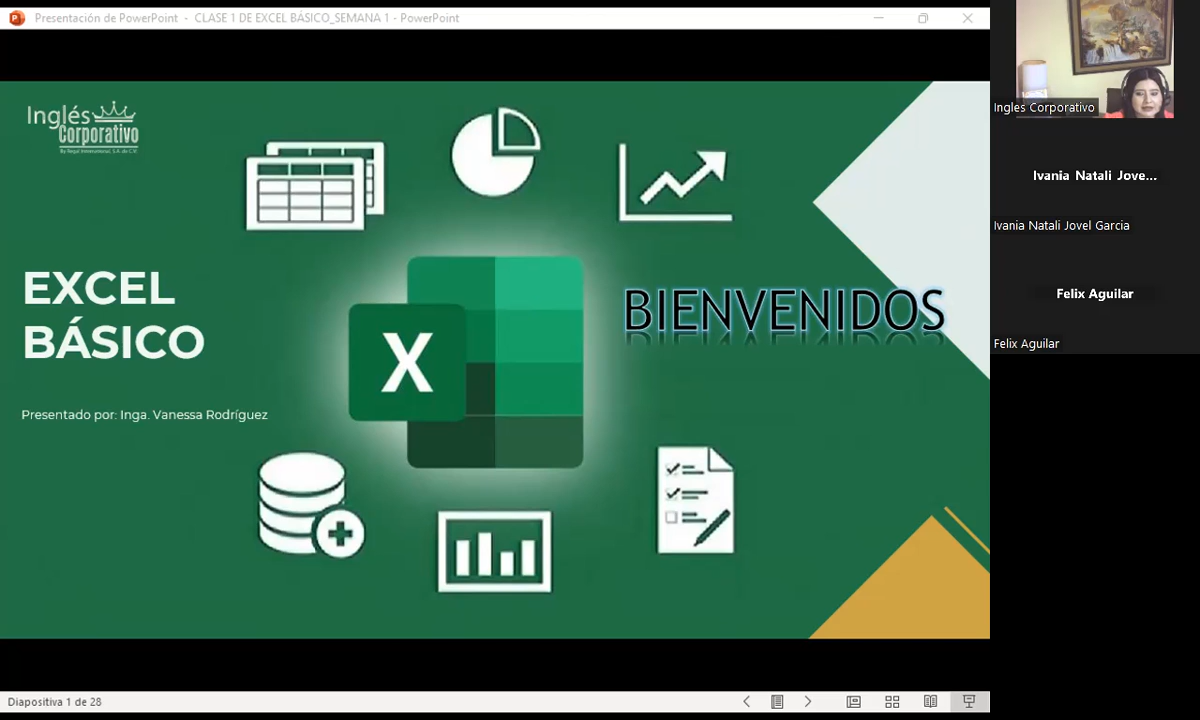 Presentación de PowerPoint - CLASE 1 DE EXCEL BÁSICO_SEMANA 1 - PowerPoint
Inglés
Corporativo
EXCEL
BÁSICO
BIENVENIDOS
Presentado por: Inga. Vanessa Rodríguez
X
Diapositiva 1 de 28
Ingles Corporativo
Ivania Natali Jove...
Ivania Natali Jovel Garcia
Felix Aguilar
Felix Aguilar